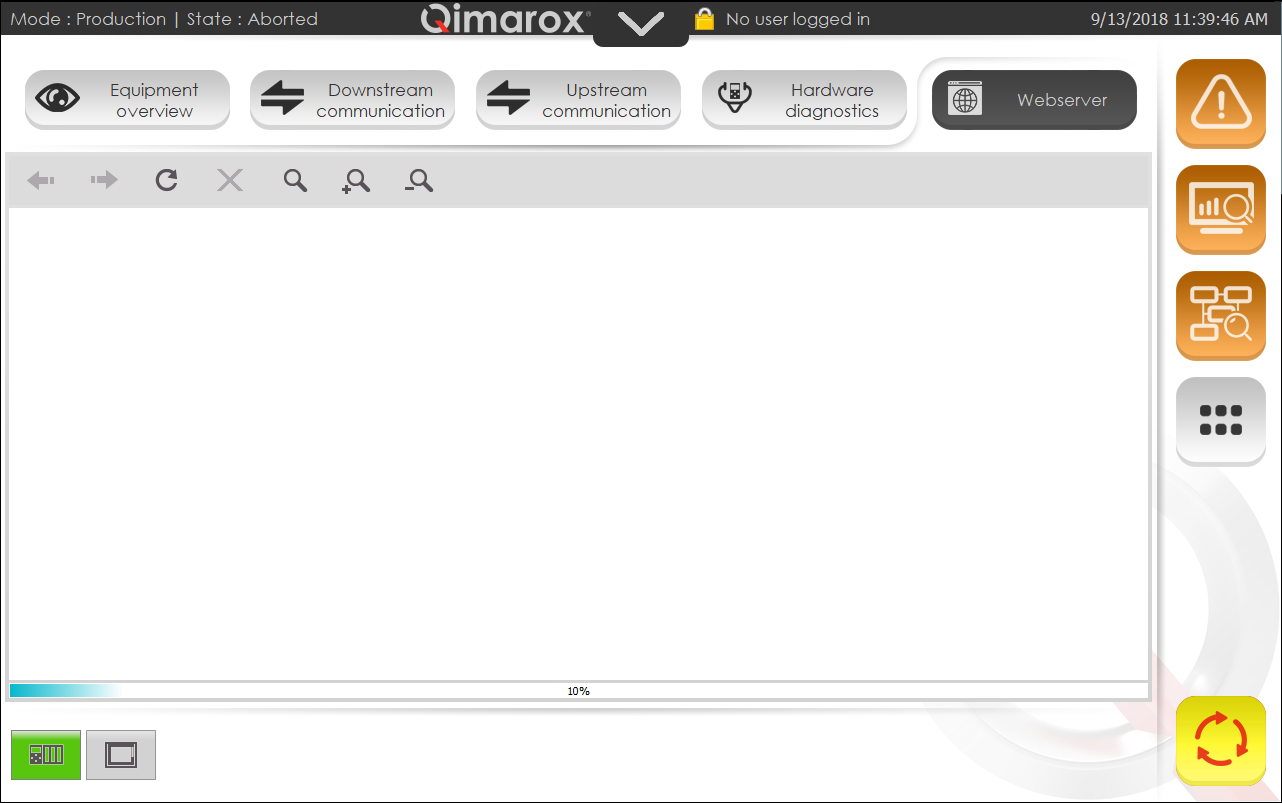 Mode : Production | State : Aborted
Qimarox®
No user logged in
9/13/2018 11:39:46 AM
Equipment
overview
Downstream
communication
Upstream
communication
Hardware
diagnostics
Webserver
10%